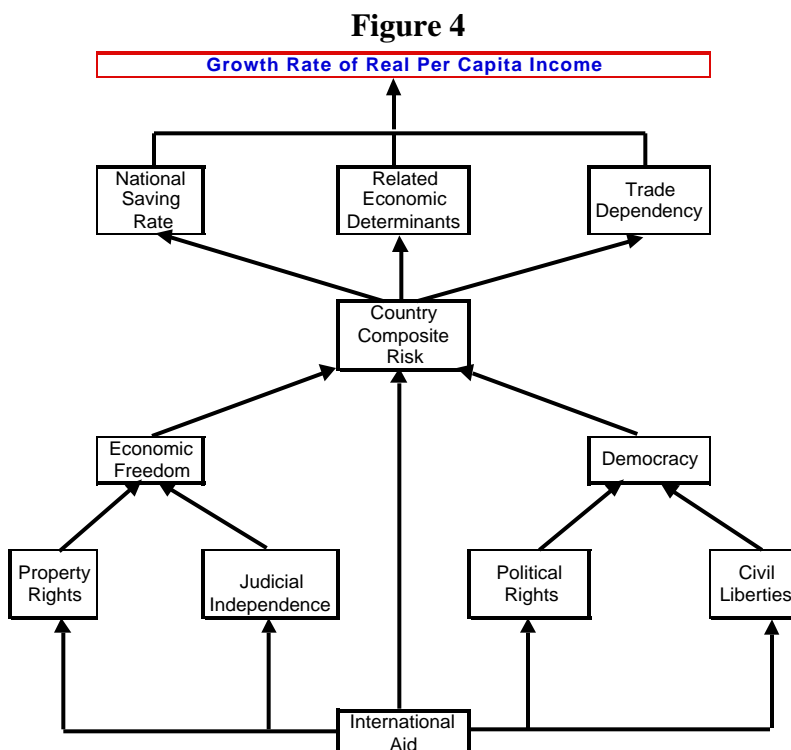 Figure 4
Growth Rate of Real Per Capita Income
National
Saving
Rate
Related
Economic
Determinants
Trade
Dependency
Country
Composite
Risk
Economic
Freedom
Democracy
Property
Rights
Judicial
Independence
Political
Rights
Civil
Liberties
International
Aid